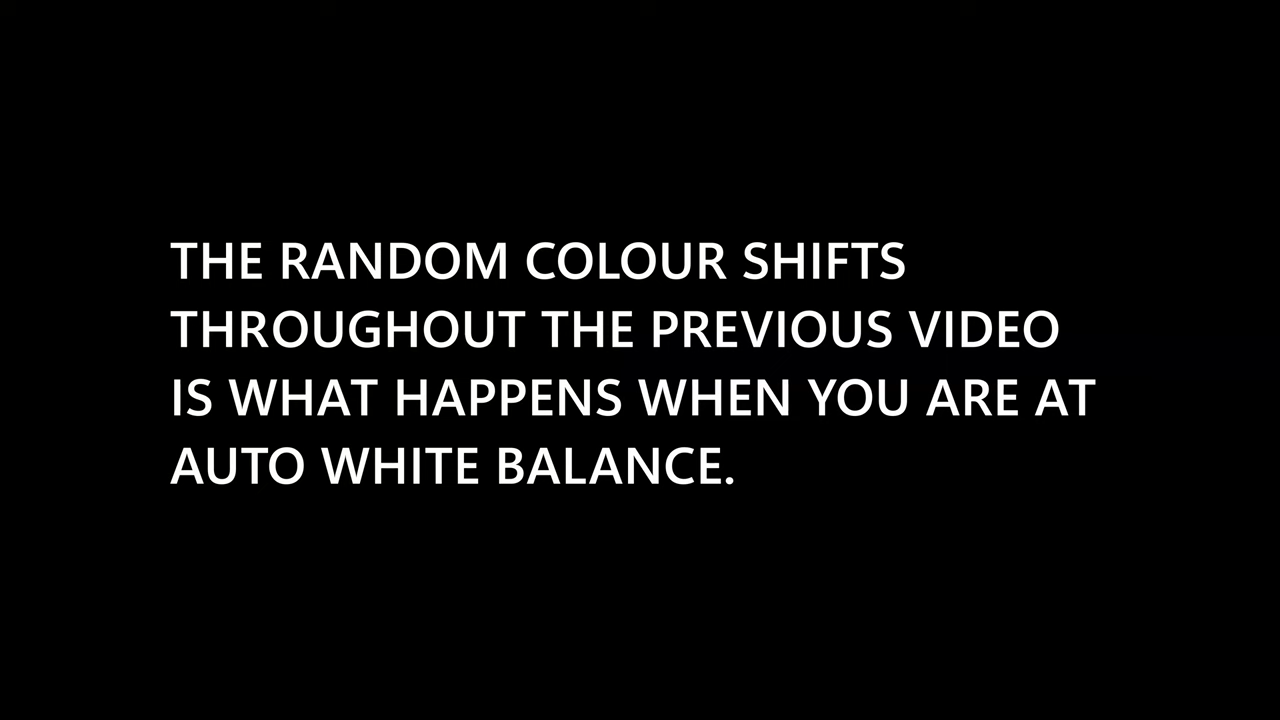 THE RANDOM COLOUR SHIFTS
THROUGHOUT THE PREVIOUS VIDEO
IS WHAT HAPPENS WHEN YOU ARE AT
AUTO WHITE BALANCE.